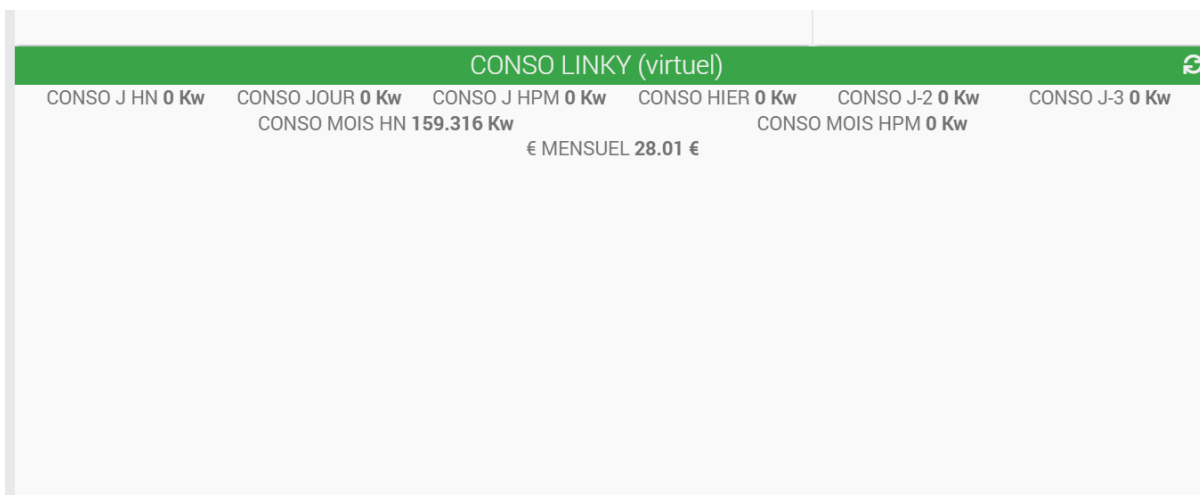 CONSO LINKY (virtuel)
CONSO J HN 0 Kw CONSO JOUR 0 Kw CONSO J HPM 0 Kw CONSO HIER 0 Kw CONSO J-2 0 Kw CONSO J-3 0 Kw
CONSO MOIS HN 159.316 Kw CONSO MOIS HPM 0 Kw
€ MENSUEL 28.01 €